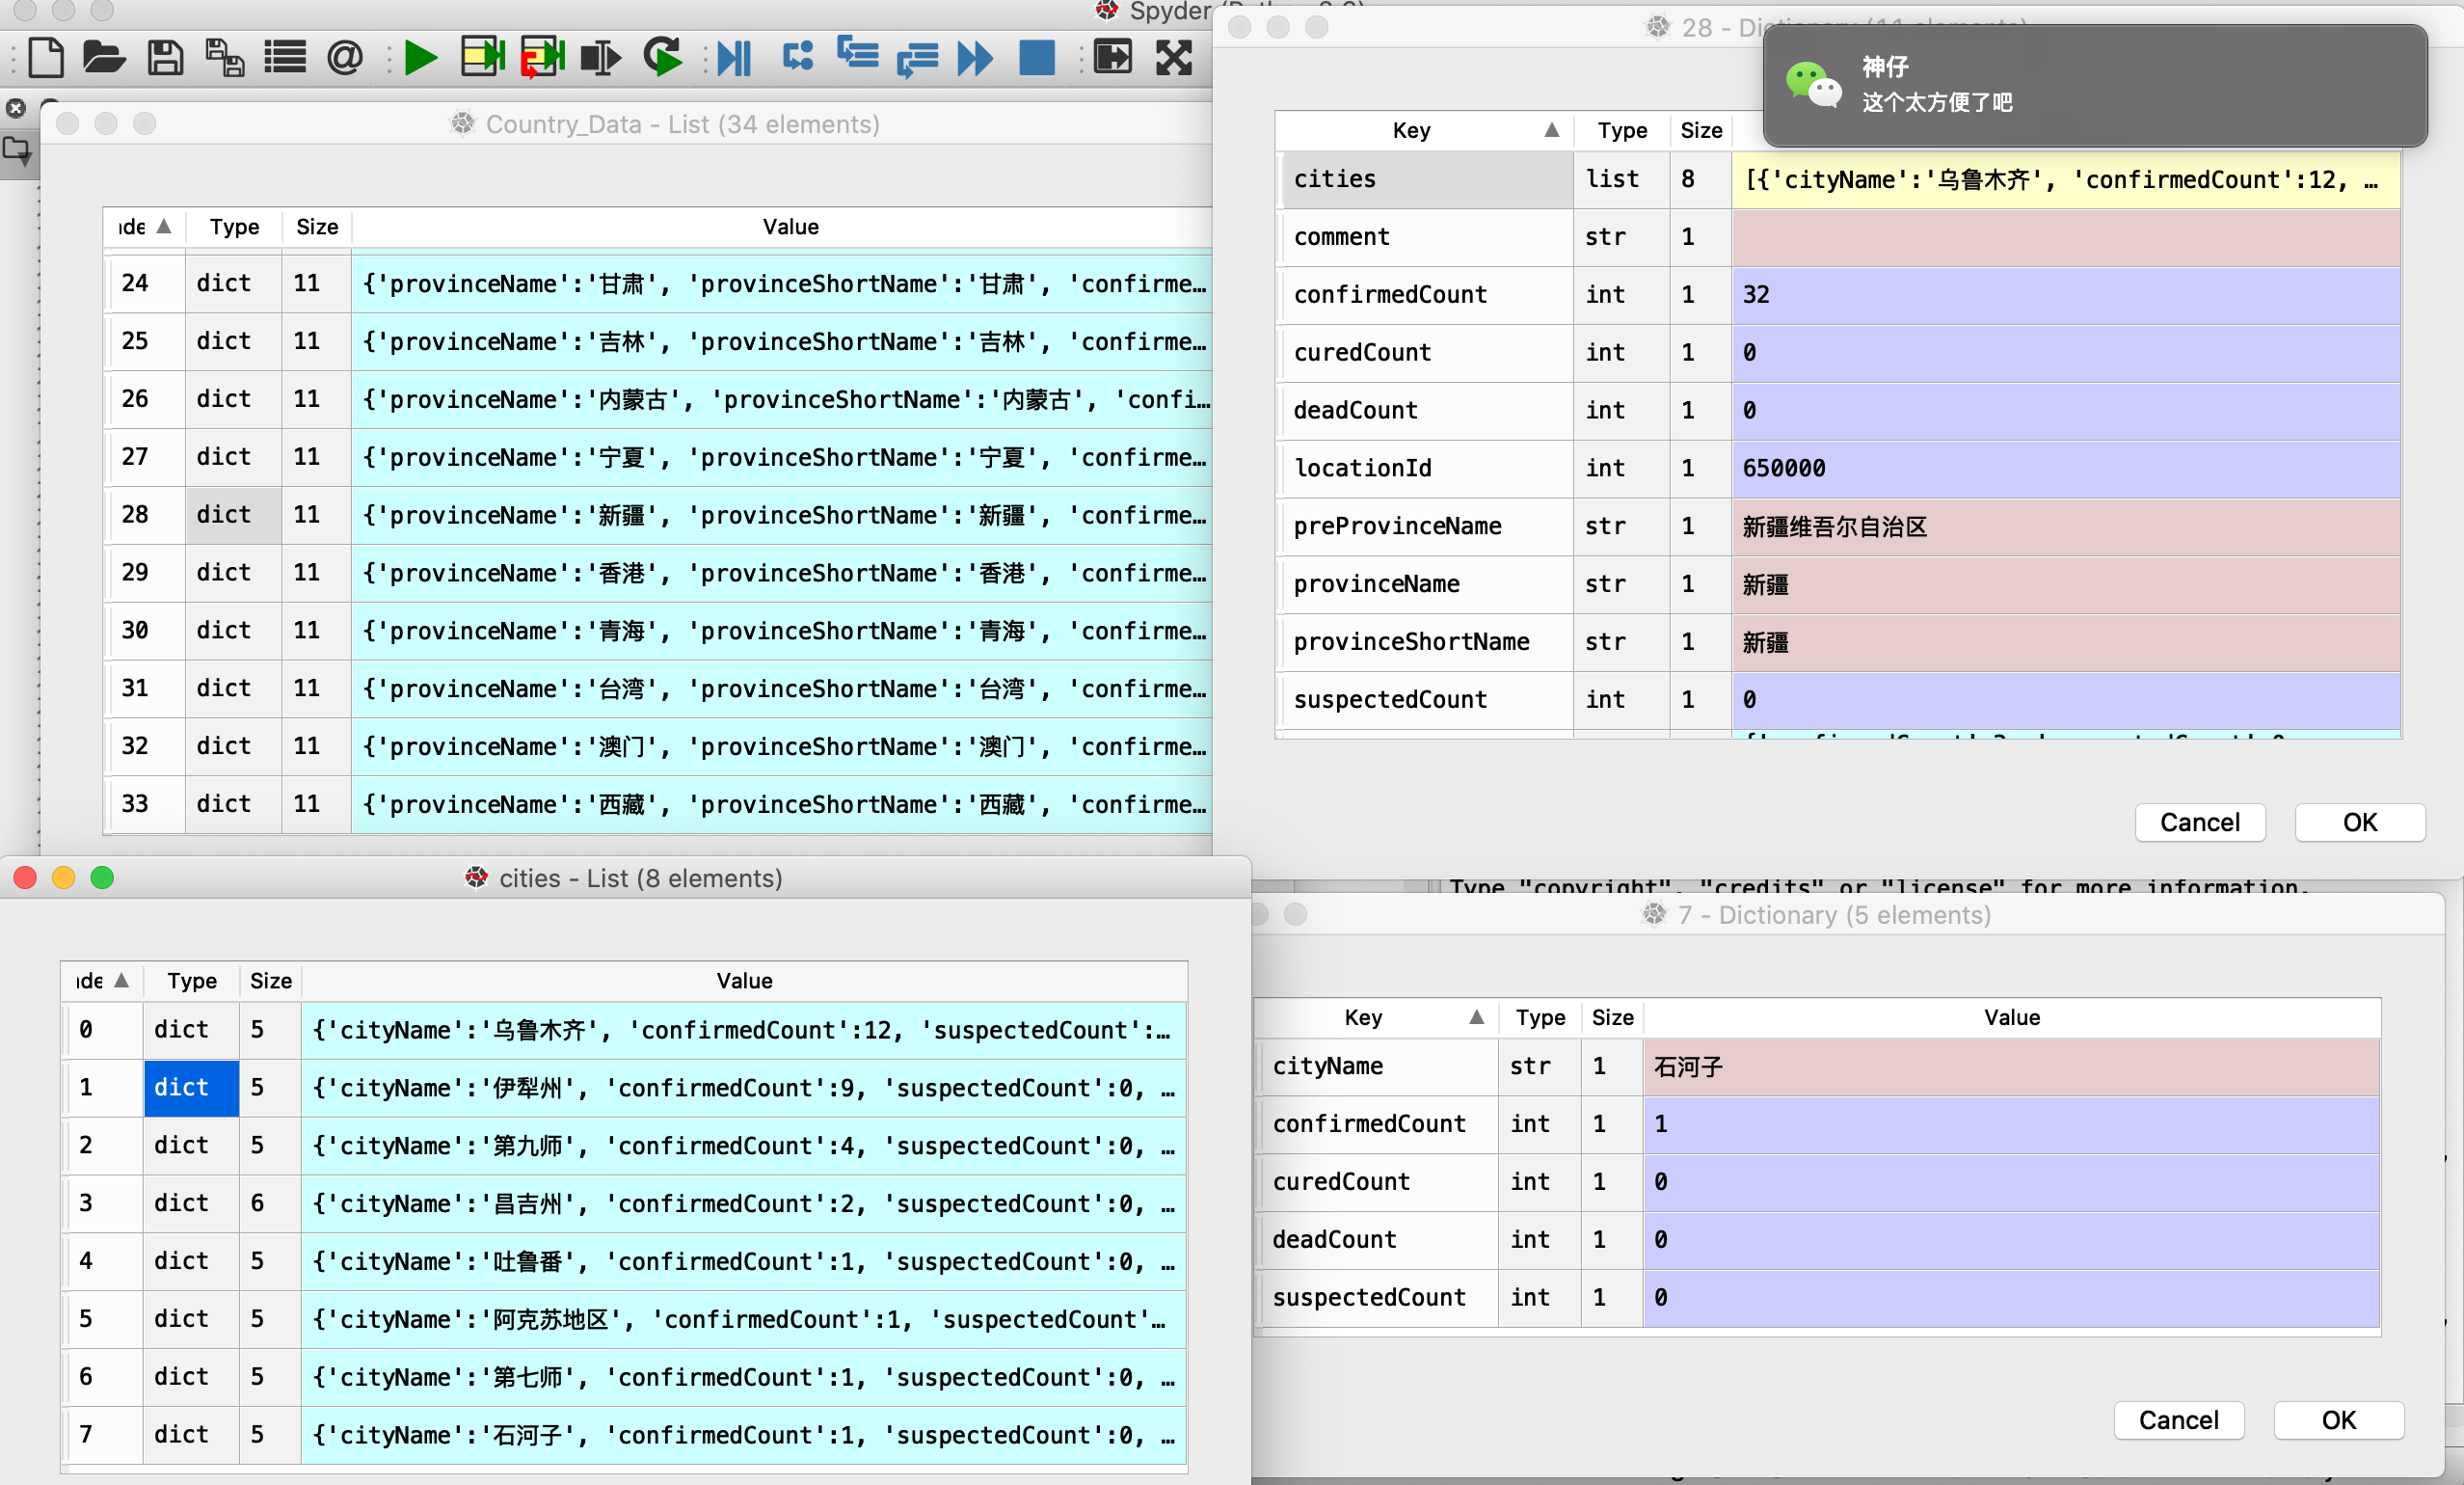 Spyder (Python 3.6)
28 - Dictionary (11 elements)
神仔
这个太方便了吧
Country_Data - List (34 elements)
Type Size Value
24 dict 11 {'provinceName':'甘肃', 'provinceShortName':'甘肃', 'confirme…
25 dict 11 {'provinceName':'吉林', 'provinceShortName':'吉林', 'confirme…
26 dict 11 {'provinceName':'内蒙古', 'provinceShortName':'内蒙古', 'confi…
27 dict 11 {'provinceName':'宁夏', 'provinceShortName':'宁夏', 'confirme…
28 dict 11 {'provinceName':'新疆', 'provinceShortName':'新疆', 'confirme…
29 dict 11 {'provinceName':'香港', 'provinceShortName':'香港', 'confirme…
30 dict 11 {'provinceName':'青海', 'provinceShortName':'青海', 'confirme…
31 dict 11 {'provinceName':'台湾', 'provinceShortName':'台湾', 'confirme…
32 dict 11 {'provinceName':'澳门', 'provinceShortName':'澳门', 'confirme…
33 dict 11 {'provinceName':'西藏', 'provinceShortName':'西藏', 'confirme…
Key Type Size
cities list 8 [{'cityName':'乌鲁木齐', 'confirmedCount':12, …
comment str 1
confirmedCount int 1 32
curedCount int 1 0
deadCount int 1 0
locationId int 1 650000
preProvinceName str 1 新疆维吾尔自治区
provinceName str 1 新疆
provinceShortName str 1 新疆
suspectedCount int 1 0
Cancel OK
Type "copyright", "credits" or "license" for more information.
cities - List (8 elements)
Type Size Value
0 dict 5 {'cityName':'乌鲁木齐', 'confirmedCount':12, 'suspectedCount':…
1 dict 5 {'cityName':'伊犁州', 'confirmedCount':9, 'suspectedCount':0, …
2 dict 5 {'cityName':'第九师', 'confirmedCount':4, 'suspectedCount':0, …
3 dict 6 {'cityName':'昌吉州', 'confirmedCount':2, 'suspectedCount':0, …
4 dict 5 {'cityName':'吐鲁番', 'confirmedCount':1, 'suspectedCount':0, …
5 dict 5 {'cityName':'阿克苏地区', 'confirmedCount':1, 'suspectedCount'…
6 dict 5 {'cityName':'第七师', 'confirmedCount':1, 'suspectedCount':0, …
7 dict 5 {'cityName':'石河子', 'confirmedCount':1, 'suspectedCount':0, …
7 - Dictionary (5 elements)
Key Type Size Value
cityName str 1 石河子
confirmedCount int 1 1
curedCount int 1 0
deadCount int 1 0
suspectedCount int 1 0
Cancel OK